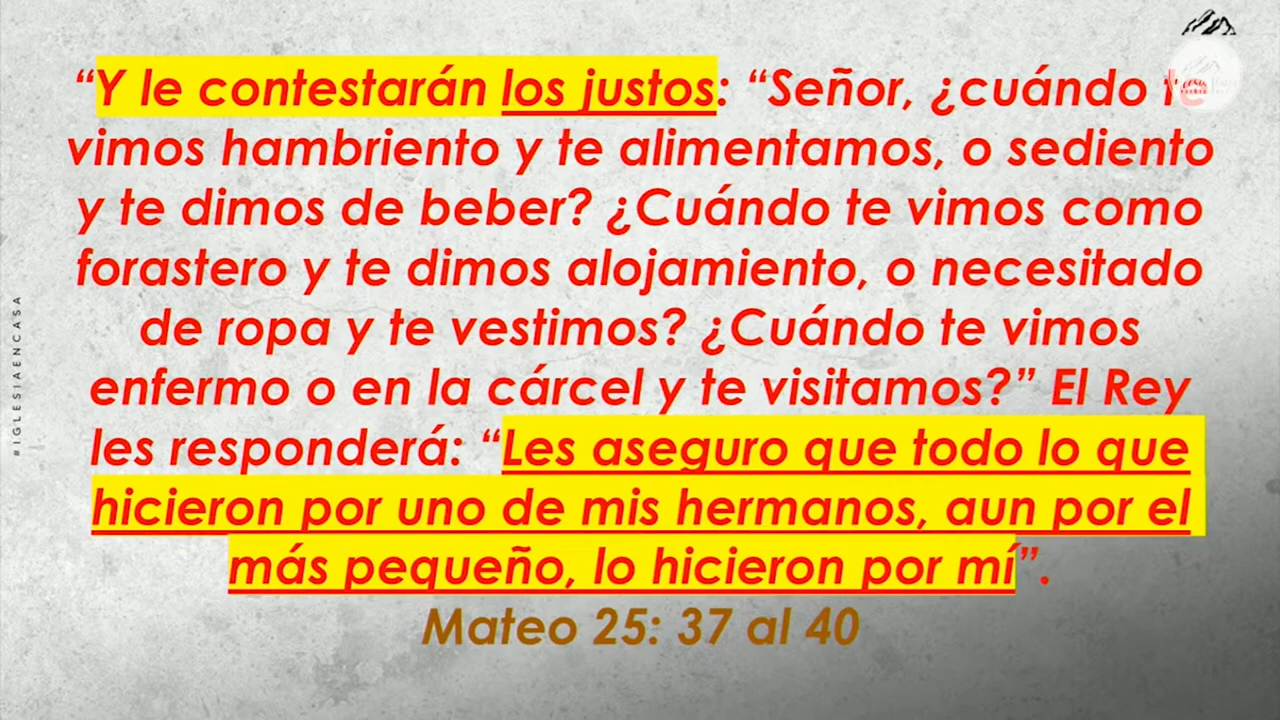 “Y le contestarán los justos: “Señor, ¿cuándo te
vimos hambriento y te alimentamos, o sediento
y te dimos de beber? ¿Cuándo te vimos como
forastero y te dimos alojamiento, o necesitado
de ropa y te vestimos? ¿Cuándo te vimos
enfermo o en la cárcel y te visitamos?” El Rey
les responderá: “Les aseguro que todo lo que
hicieron por uno de mis hermanos, aun por el
más pequeño, lo hicieron por mí”.
Mateo 25: 37 al 40
#IGLESIAENCASA